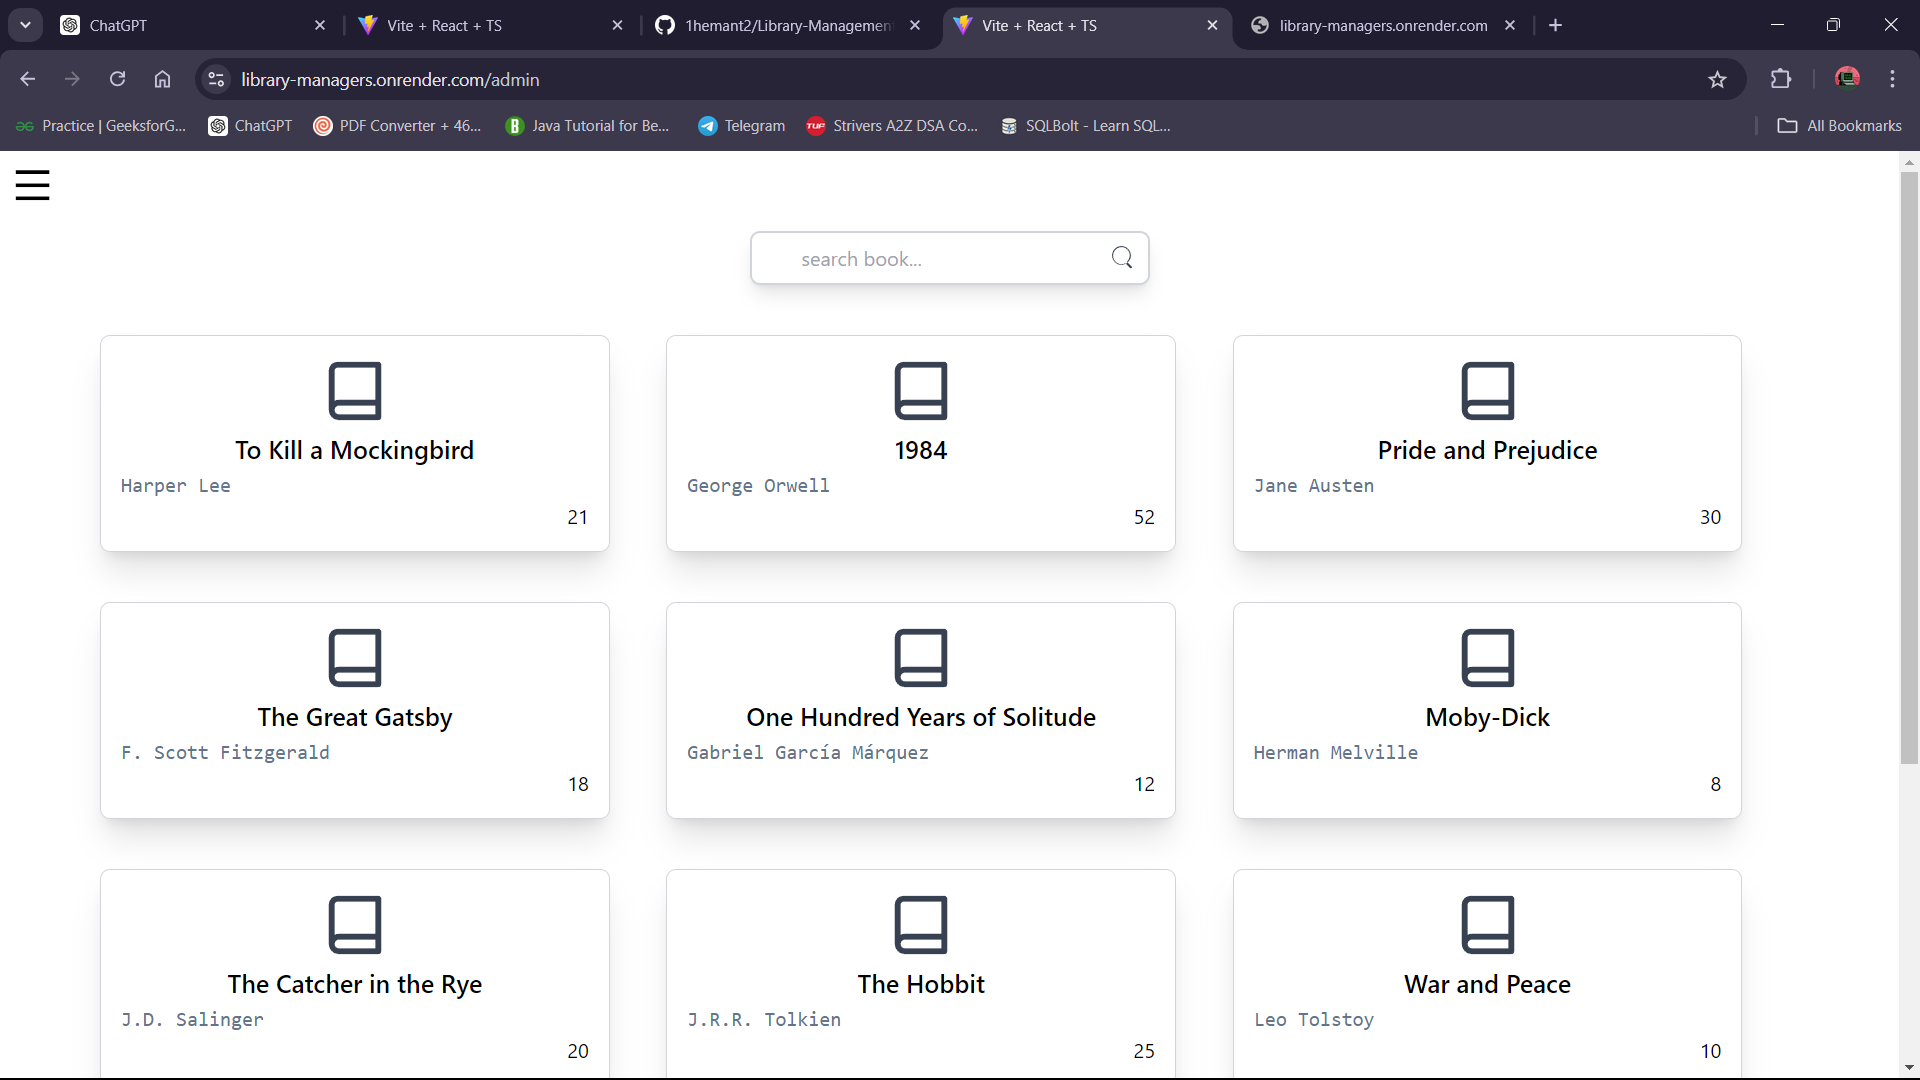 ChatGPT
Vite + React + TS
1hemant2/Library-Managemen
Vite + React + TS
library-managers.onrender.com
library-managers.onrender.com/admin
Practice | GeeksforG...
ChatGPT
PDF Converter + 46...
Java Tutorial for Be...
Telegram
TUF
Strivers A2Z DSA Co...
SQLBolt - Learn SQL...
All Bookmarks
search book...
To Kill a Mockingbird
Harper Lee
21
1984
George Orwell
52
Pride and Prejudice
Jane Austen
30
The Great Gatsby
F. Scott Fitzgerald
18
One Hundred Years of Solitude
Gabriel García Márquez
12
Moby-Dick
Herman Melville
8
The Catcher in the Rye
J.D. Salinger
20
The Hobbit
J.R.R. Tolkien
25
War and Peace
Leo Tolstoy
10